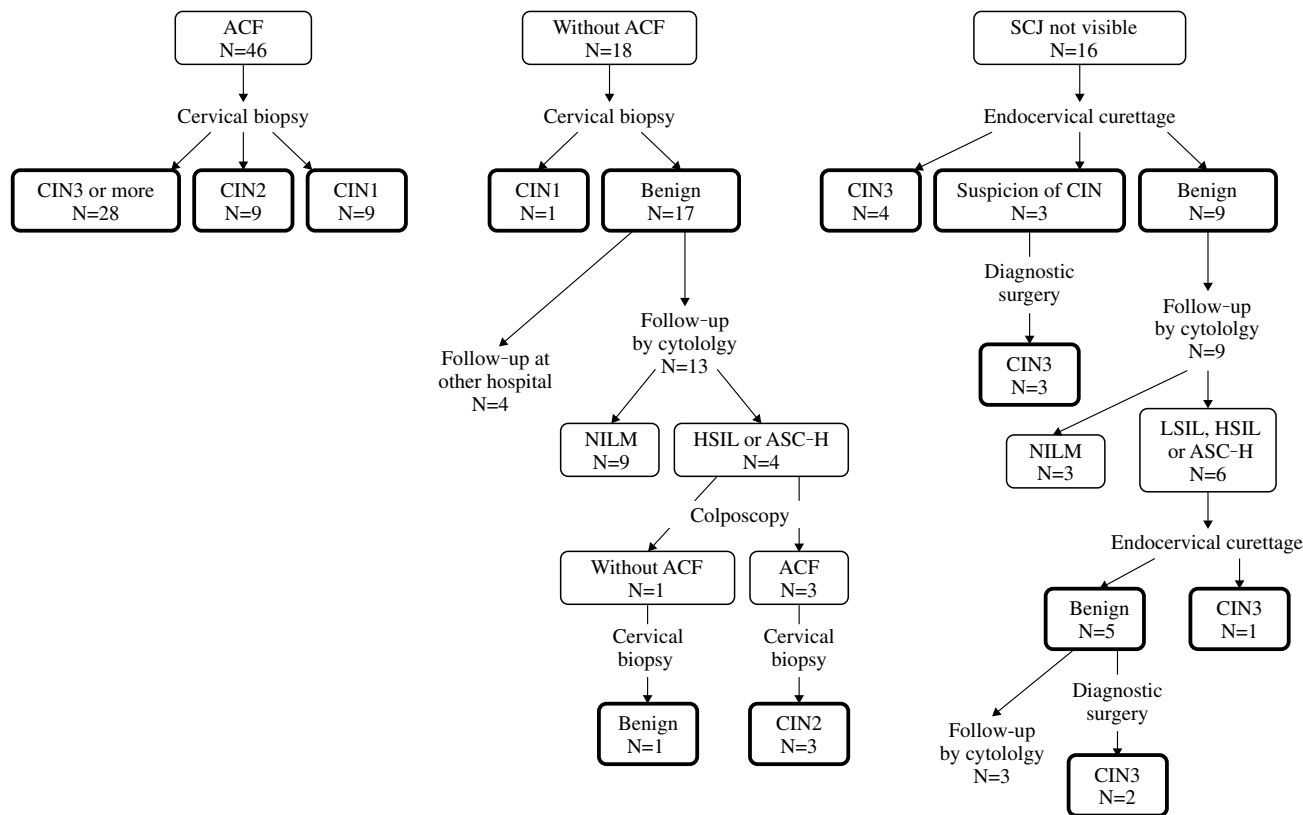 ACF
N=46
Cervical biopsy
CIN3 or more
N=28
CIN2
N=9
CIN1
N=9
Without ACF
N=18
Cervical biopsy
CIN1
N=1
Benign
N=17
Follow-up at
other hospital
N=4
Follow-up
by cytololgy
N=13
NILM
N=9
HSIL or ASC-H
N=4
Colposcopy
Without ACF
N=1
ACF
N=3
Cervical
biopsy
Cervical
biopsy
Benign
N=1
CIN2
N=3
SCJ not visible
N=16
Endocervical curettage
CIN3
N=4
Suspicion of CIN
N=3
Benign
N=9
Diagnostic
surgery
CIN3
N=3
Follow-up
by cytololgy
N=9
NILM
N=3
LSIL, HSIL
or ASC-H
N=6
Endocervical curettage
Benign
N=5
CIN3
N=1
Follow-up
by cytololgy
N=3
Diagnostic
surgery
CIN3
N=2